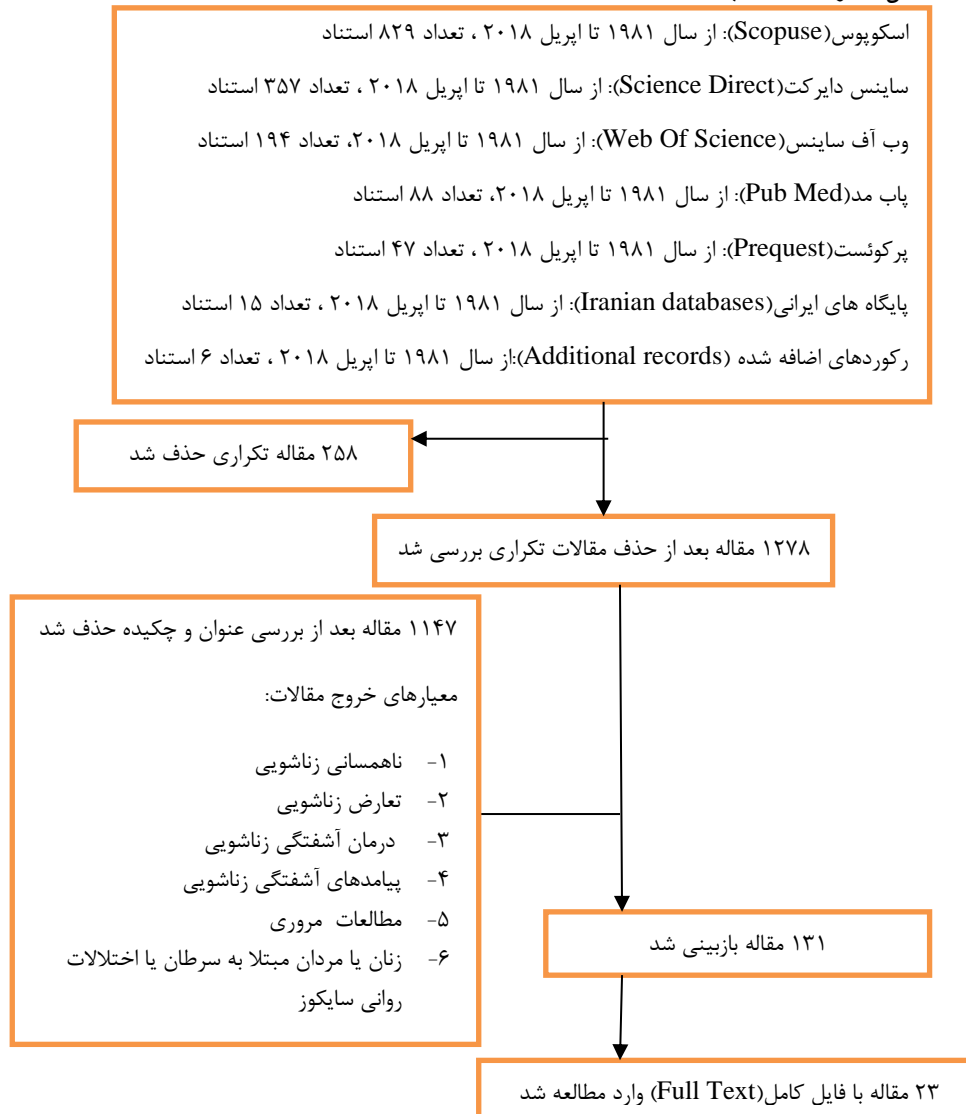 اسکوپوس(Scopuse): از سال ۱۹۸۱ تا اپریل ۲۰۱۸ ، تعداد ۸۲۹ استناد
ساینس دایرکت(Science Direct): از سال ۱۹۸۱ تا اپریل ۲۰۱۸ ، تعداد ۳۵۷ استناد
وب آف ساینس(Web Of Science): از سال ۱۹۸۱ تا اپریل ۲۰۱۸، تعداد ۱۹۴ استناد
پاب مد(Pub Med): از سال ۱۹۸۱ تا اپریل ۲۰۱۸، تعداد ۸۸ استناد
پرکوئست(Prequest): از سال ۱۹۸۱ تا اپریل ۲۰۱۸ ، تعداد ۴۷ استناد
پایگاه های ایرانی(Iranian databases): از سال ۱۹۸۱ تا اپریل ۲۰۱۸ ، تعداد ۱۵ استناد
رکوردهای اضافه شده (Additional records):از سال ۱۹۸۱ تا اپریل ۲۰۱۸ ، تعداد ۶ استناد
۲۵۸ مقاله تکراری حذف شد
۱۲۷۸ مقاله بعد از حذف مقالات تکراری بررسی شد
۱۱۴۷ مقاله بعد از بررسی عنوان و چکیده حذف شد
معیارهای خروج مقالات:
۱- ناهمسانی زناشویی
۲- تعارض زناشویی
۳- درمان آشفتگی زناشویی
۴- پیامدهای آشفتگی زناشویی
۵- مطالعات مروری
۶- زنان یا مردان مبتلا به سرطان یا اختلالات
روانی سایکوز
۱۳۱ مقاله بازبینی شد
۲۳ مقاله با فایل کامل(Full Text) وارد مطالعه شد